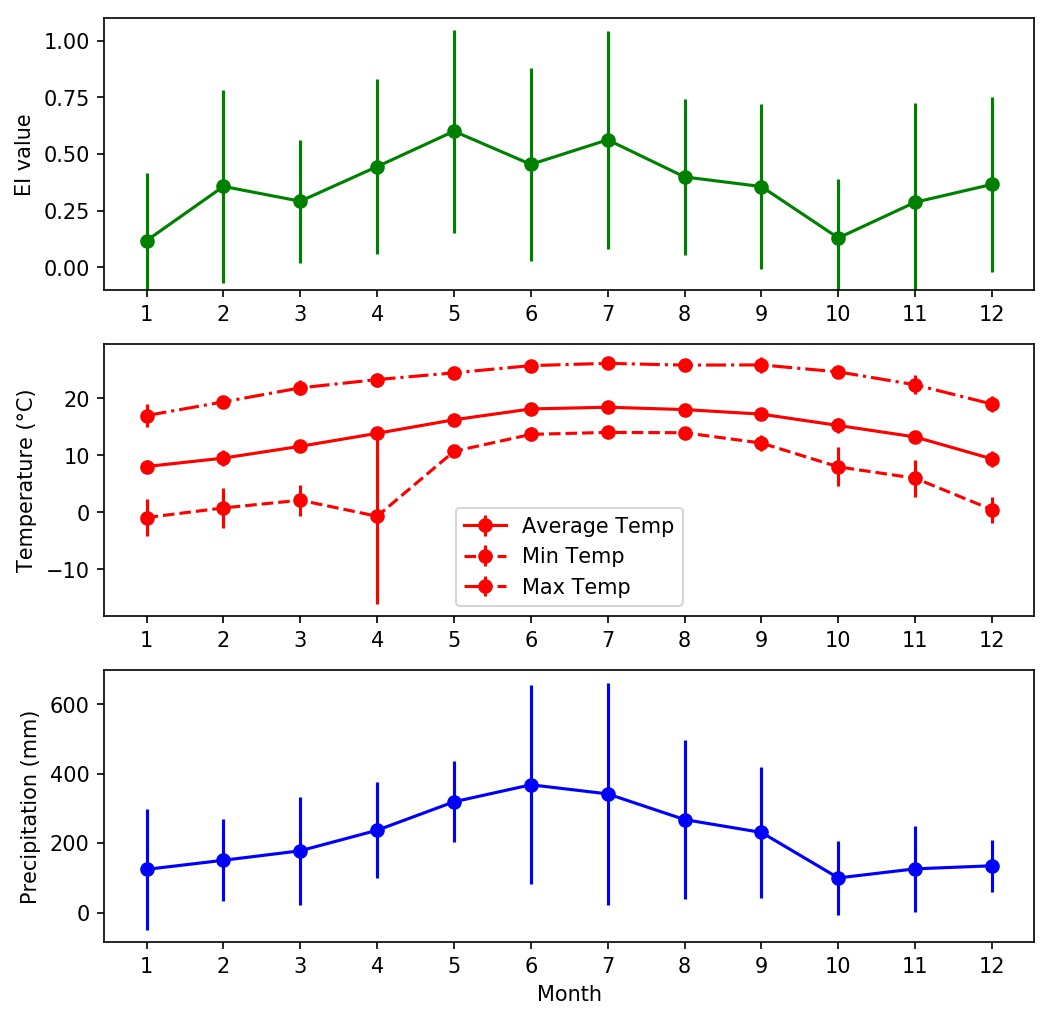 EI value
1.00
0.75
0.50
0.25
0.00
1 2 3 4 5 6 7 8 9 10 11 12
Temperature (°C)
20
10
0
−10
Average Temp
Min Temp
Max Temp
1 2 3 4 5 6 7 8 9 10 11 12
Precipitation (mm)
600
400
200
0
1 2 3 4 5 6 7 8 9 10 11 12
Month